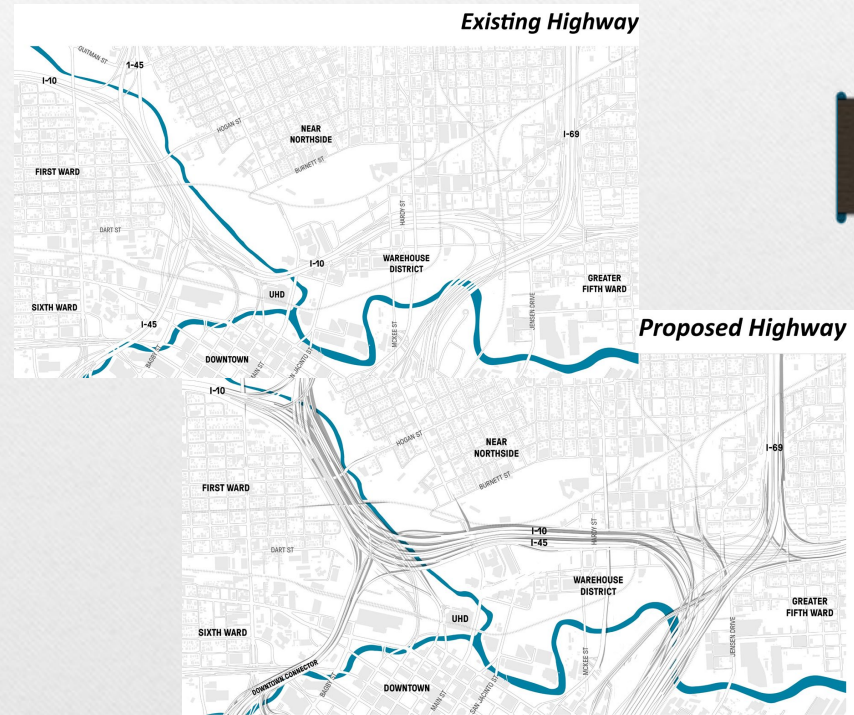 Existing Highway
QUITMAN ST
I-45
I-10
I-69
HOGAN ST
NEAR
NORTHSIDE
BURNETT ST
FIRST WARD
HARDY ST
DART ST
I-10
WAREHOUSE
DISTRICT
GREATER
FIFTH WARD
UHD
SIXTH WARD
I-45
MCKEE ST
JENSEN DRIVE
BAGBY ST
DOWNTOWN
MAIN ST
SAN JACINTO ST
Proposed Highway
I-10
HOGAN ST
NEAR
NORTHSIDE
I-69
BURNETT ST
FIRST WARD
HARDY ST
I-10
I-45
DART ST
WAREHOUSE
DISTRICT
GREATER
FIFTH WARD
UHD
SIXTH WARD
JENSEN DRIVE
MCKEE ST
DOWNTOWN CONNECTOR
BAGBY ST
DOWNTOWN
MAIN ST
SAN JACINTO ST